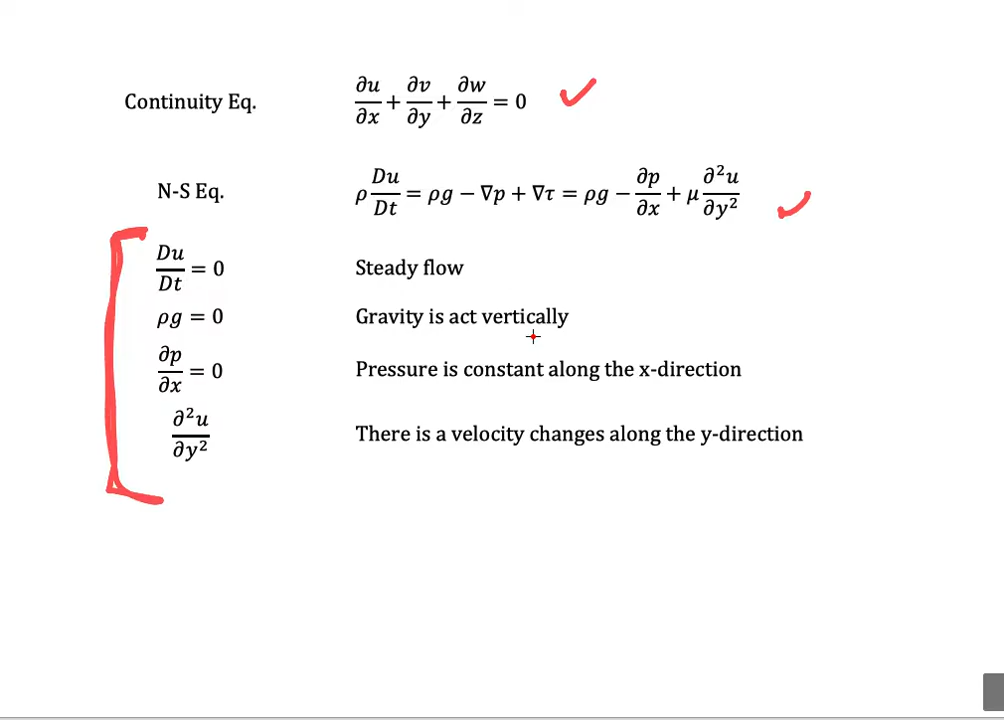 Continuity Eq. ∂u/∂x + ∂v/∂y + ∂w/∂z = 0
N-S Eq. ρ Du/Dt = ρg − ∇p + ∇τ = ρg − ∂p/∂x + μ ∂²u/∂y²
Du/Dt = 0 Steady flow
ρg = 0 Gravity is act vertically
∂p/∂x = 0 Pressure is constant along the x-direction
∂²u/∂y² There is a velocity changes along the y-direction